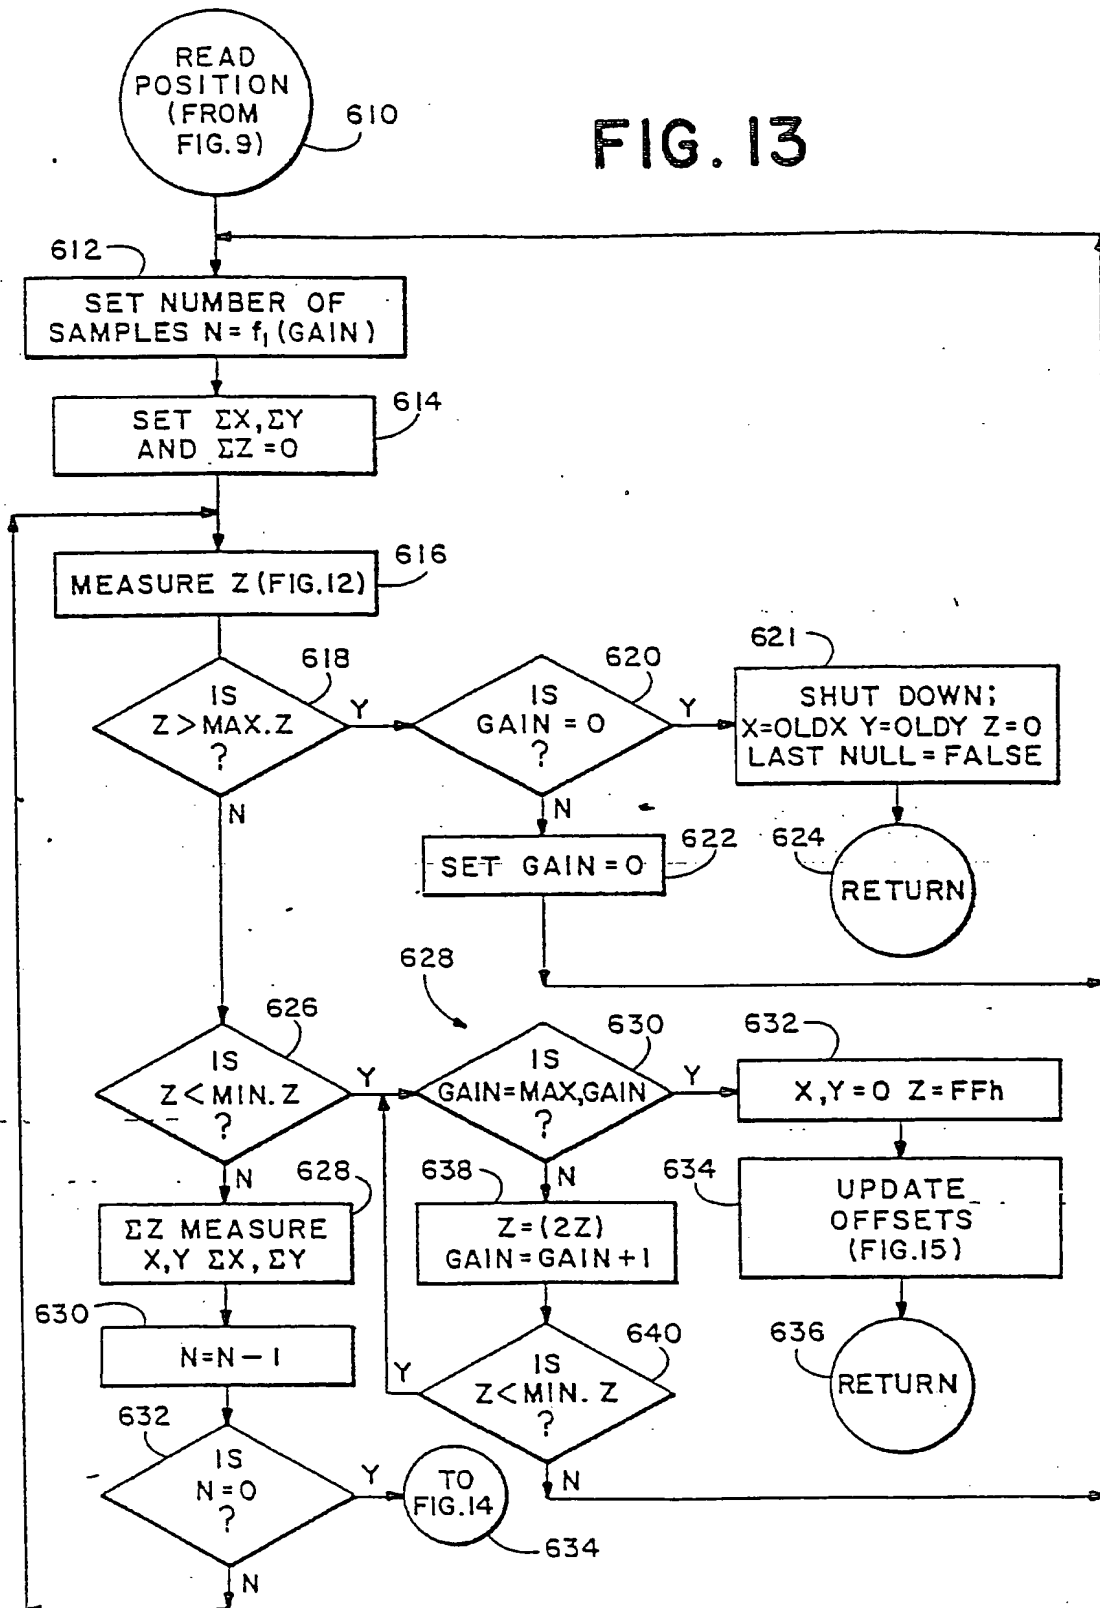 READ
POSITION
(FROM
FIG.9)
610
FIG. 13
612
SET NUMBER OF
SAMPLES N=f₁(GAIN)
614
SET ΣX,ΣY
AND ΣZ=0
616
MEASURE Z(FIG.12)
618
IS
Z>MAX.Z
?
Y
N
620
IS
GAIN=0
?
Y
N
621
SHUT DOWN;
X=OLDX Y=OLDY Z=0
LAST NULL=FALSE
622
SET GAIN=0
624
RETURN
626
IS
Z<MIN.Z
?
Y
N
628
630
IS
GAIN=MAX,GAIN
?
Y
N
632
X,Y=0 Z=FFh
634
UPDATE
OFFSETS
(FIG.15)
636
RETURN
638
Z=(2Z)
GAIN=GAIN+1
640
IS
Z<MIN. Z
?
Y
N
628
ΣZ MEASURE
X,Y ΣX,ΣY
630
N=N-1
632
IS
N=0
?
Y
N
TO
FIG.14
634